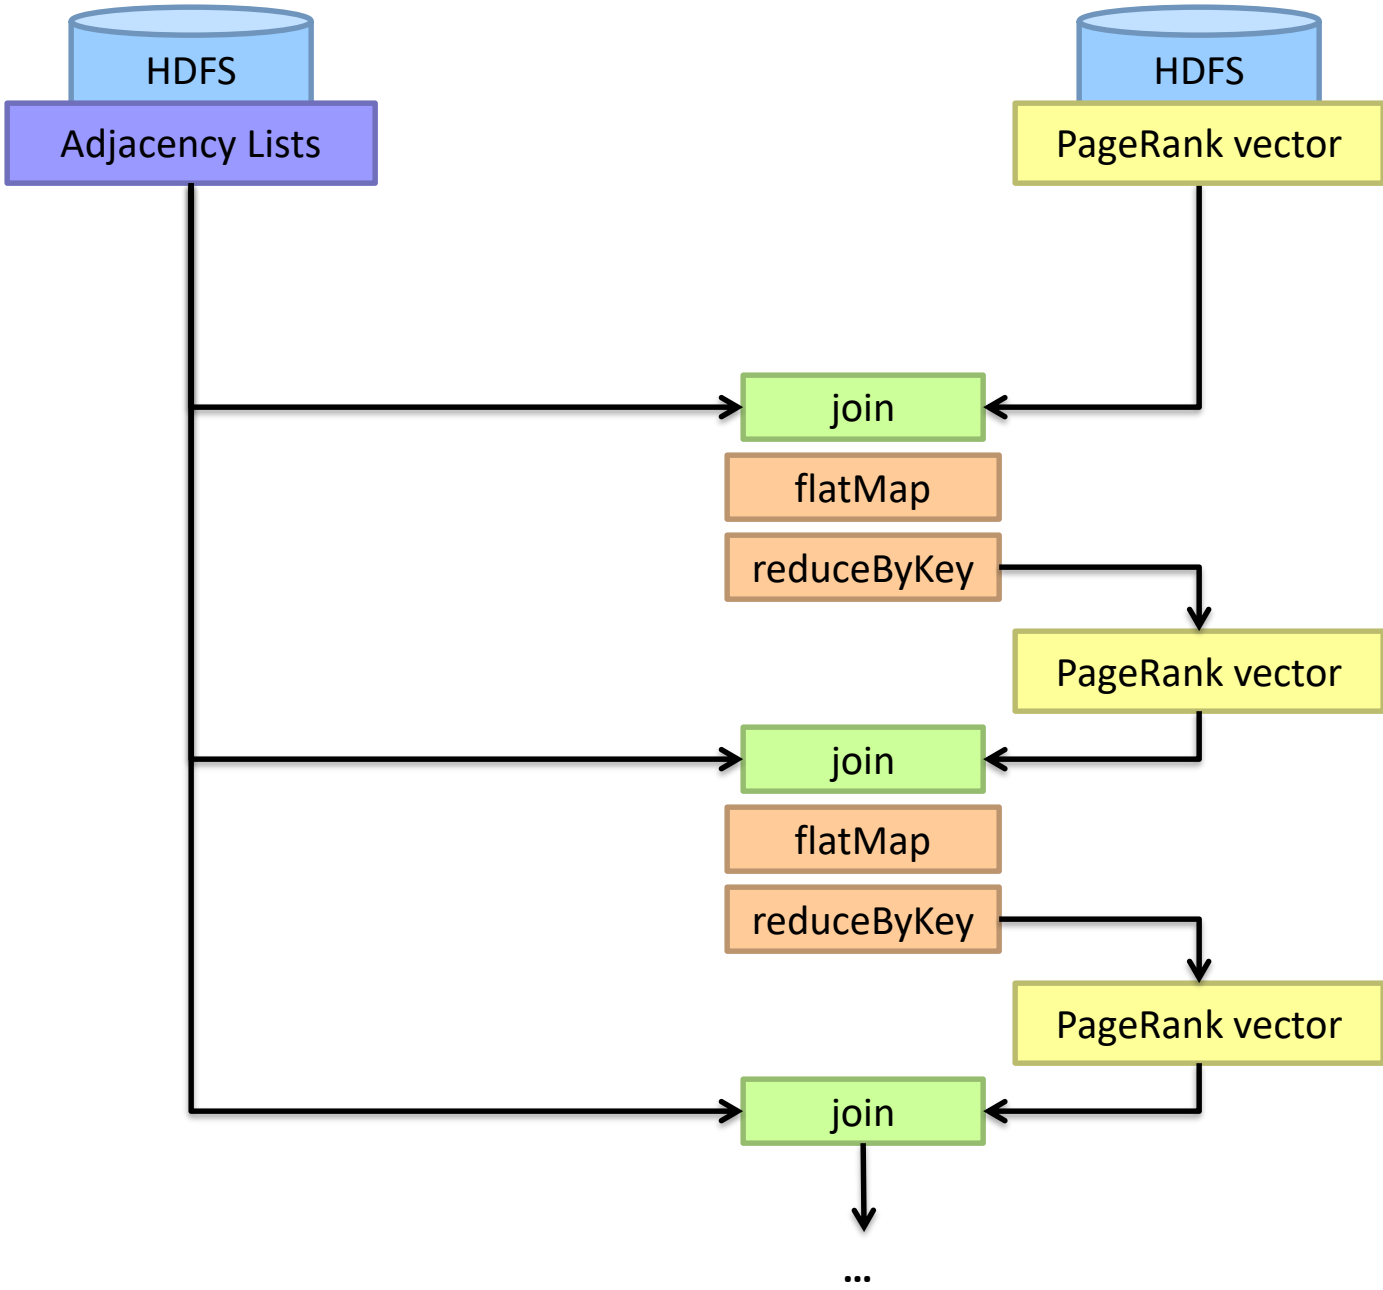 HDFS
HDFS
Adjacency Lists
PageRank vector
join
flatMap
reduceByKey
PageRank vector
join
flatMap
reduceByKey
PageRank vector
join
...